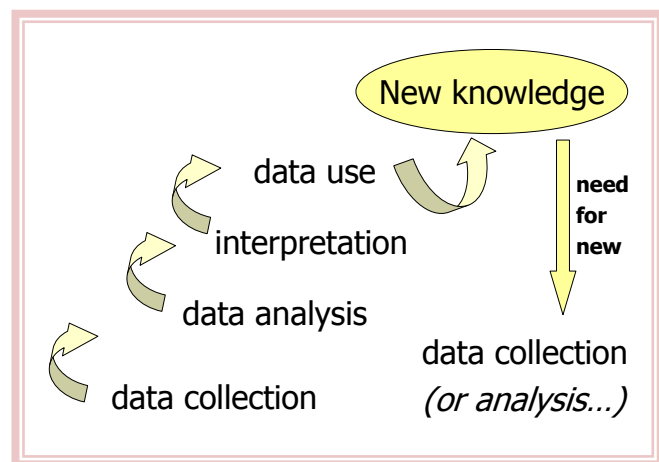 New knowledge
data use
need
for
new
interpretation
data analysis
data collection
(or analysis…)
data collection